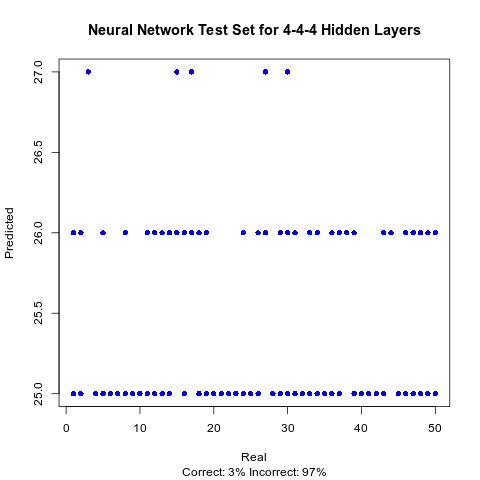 Neural Network Test Set for 4-4-4 Hidden Layers
27.0
26.5
26.0
25.5
25.0
Predicted
0 10 20 30 40 50
Real
Correct: 3% Incorrect: 97%